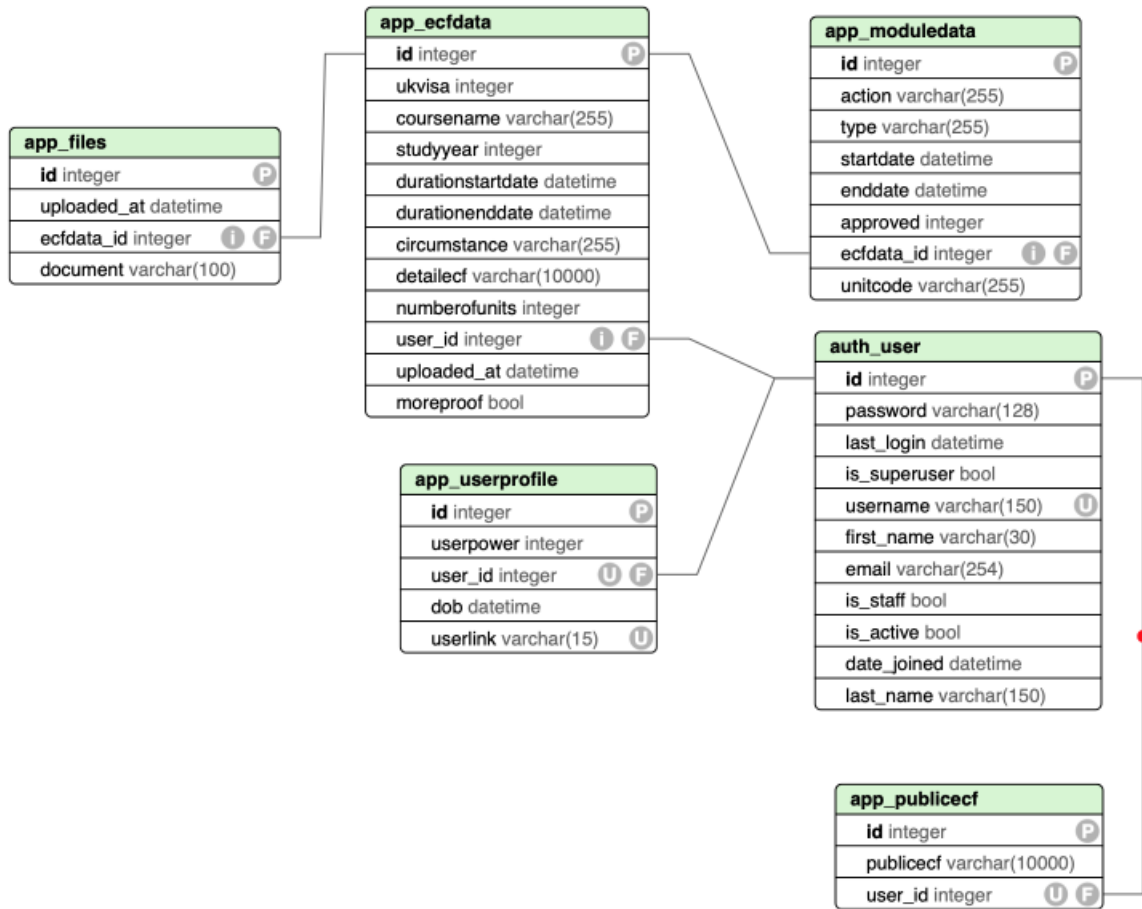 app_ecfdata
id integer P
ukvisa integer
coursename varchar(255)
studyyear integer
durationstartdate datetime
durationenddate datetime
circumstance varchar(255)
detailecf varchar(10000)
numberofunits integer
user_id integer i F
uploaded_at datetime
moreproof bool
app_moduledata
id integer P
action varchar(255)
type varchar(255)
startdate datetime
enddate datetime
approved integer
ecfdata_id integer i F
unitcode varchar(255)
app_files
id integer P
uploaded_at datetime
ecfdata_id integer i F
document varchar(100)
auth_user
id integer P
password varchar(128)
last_login datetime
is_superuser bool
username varchar(150) U
first_name varchar(30)
email varchar(254)
is_staff bool
is_active bool
date_joined datetime
last_name varchar(150)
app_userprofile
id integer P
userpower integer
user_id integer U F
dob datetime
userlink varchar(15) U
app_publicecf
id integer P
publicecf varchar(10000)
user_id integer U F